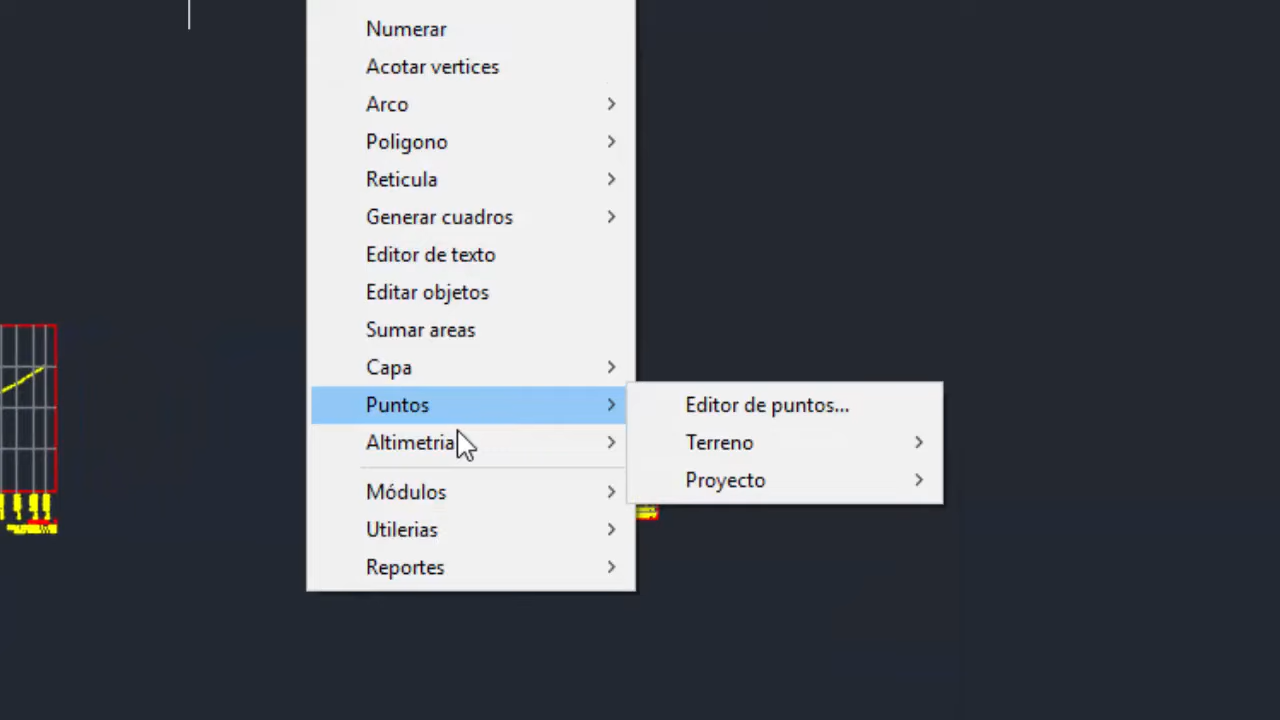 Numerar
Acotar vertices
Arco
Poligono
Reticula
Generar cuadros
Editor de texto
Editar objetos
Sumar areas
Capa
Puntos
Altimetria
Módulos
Utilerias
Reportes
Editor de puntos...
Terreno
Proyecto